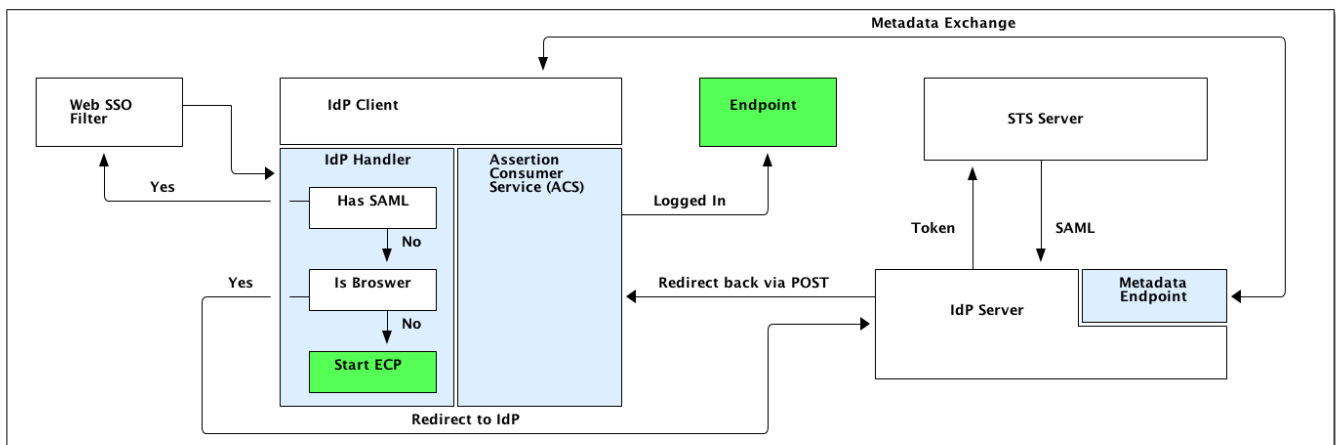 Metadata Exchange
Web SSO
Filter
IdP Client
Endpoint
STS Server
IdP Handler
Assertion
Consumer
Service (ACS)
Yes
Has SAML
Logged In
No
Token
SAML
Yes
Is Broswer
Redirect back via POST
Metadata
Endpoint
IdP Server
No
Start ECP
Redirect to IdP